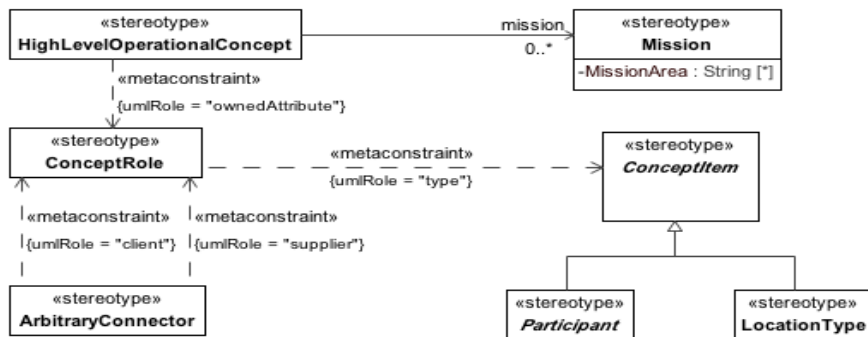 «stereotype»
HighLevelOperationalConcept
mission
0..*
«stereotype»
Mission
-MissionArea : String [*]
«metaconstraint»
{umlRole = "ownedAttribute"}
«stereotype»
ConceptRole
«metaconstraint»
{umlRole = "type"}
«stereotype»
ConceptItem
«metaconstraint»
{umlRole = "client"}
«metaconstraint»
{umlRole = "supplier"}
«stereotype»
ArbitraryConnector
«stereotype»
Participant
«stereotype»
LocationType